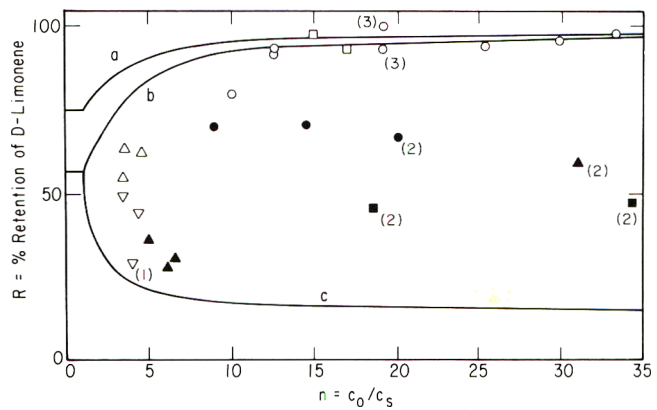 100
50
0
R = % Retention of D-Limonene
a
b
c
(3)
(3)
(2)
(2)
(2)
(2)
(1)
0 5 10 15 20 25 30 35
n = c₀/cₛ